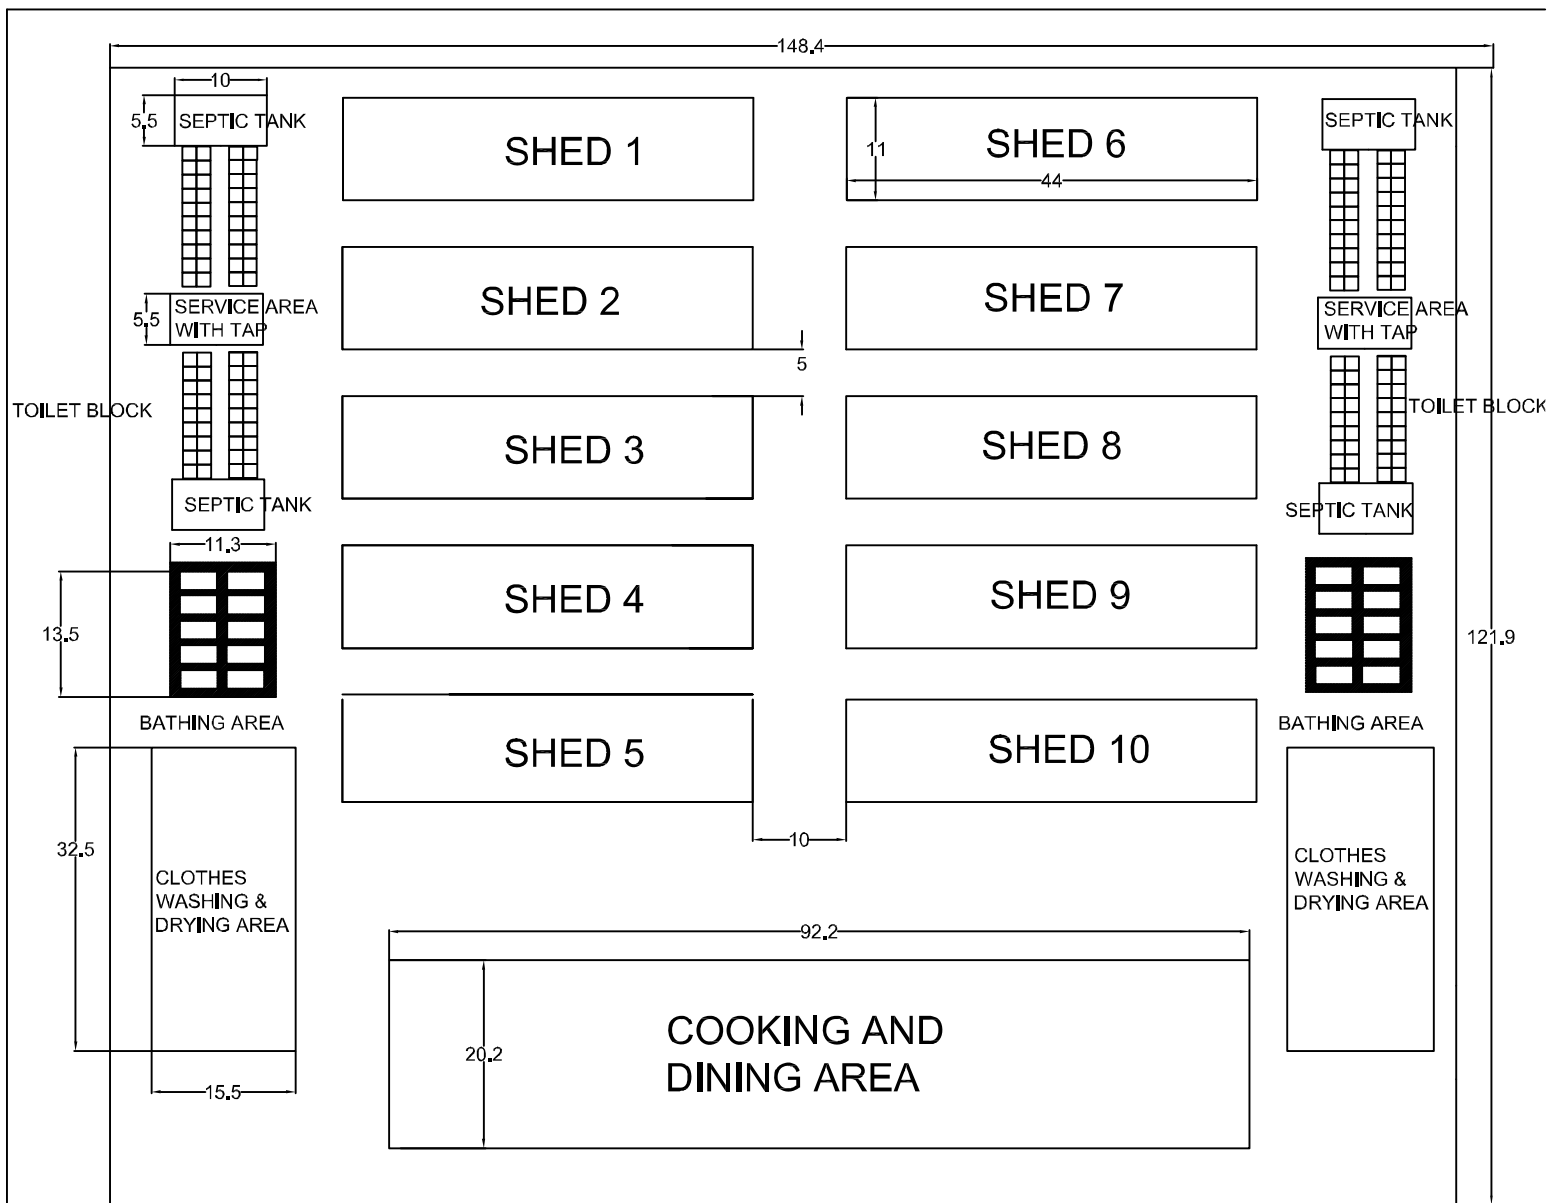 148.4
10
5.5
SEPTIC TANK
SHED 1
11
SHED 6
44
SEPTIC TANK
SHED 2
SHED 7
5.5
SERVICE AREA
WITH TAP
SERVICE AREA
WITH TAP
5
TOILET BLOCK
SHED 3
SHED 8
TOILET BLOCK
SEPTIC TANK
SEPTIC TANK
11.3
13.5
SHED 4
SHED 9
121.9
BATHING AREA
SHED 5
SHED 10
BATHING AREA
32.5
10
CLOTHES
WASHING &
DRYING AREA
CLOTHES
WASHING &
DRYING AREA
92.2
20.2
COOKING AND
DINING AREA
15.5